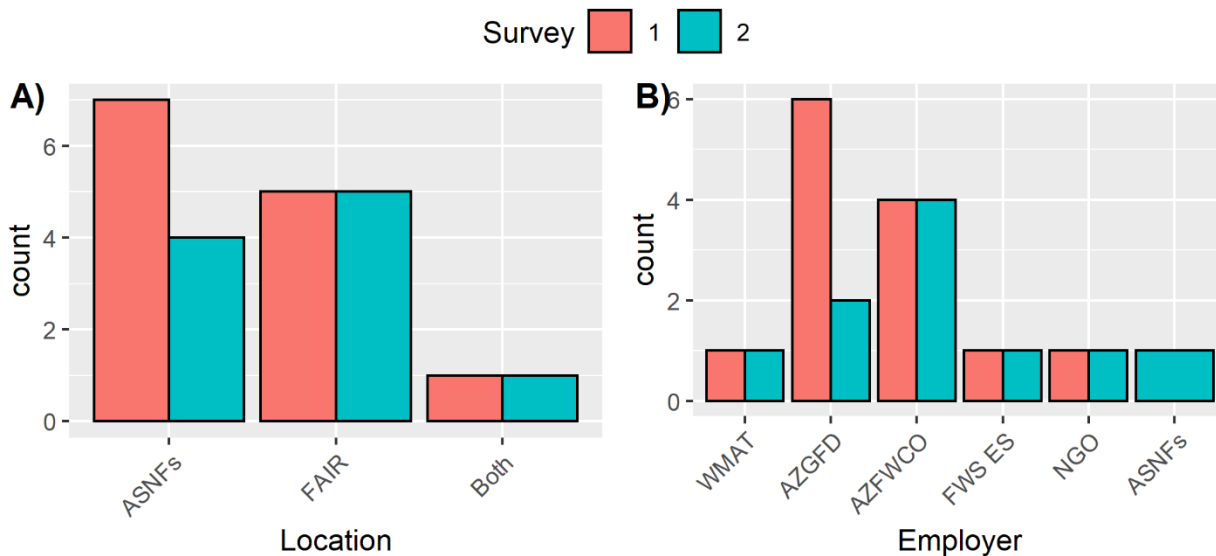 Survey 1 2
A)
count
6
4
2
0
ASNFs FAIR Both
Location
B)
count
6
4
2
0
WMAT AZGFD AZFWCO FWS ES NGO ASNFs
Employer